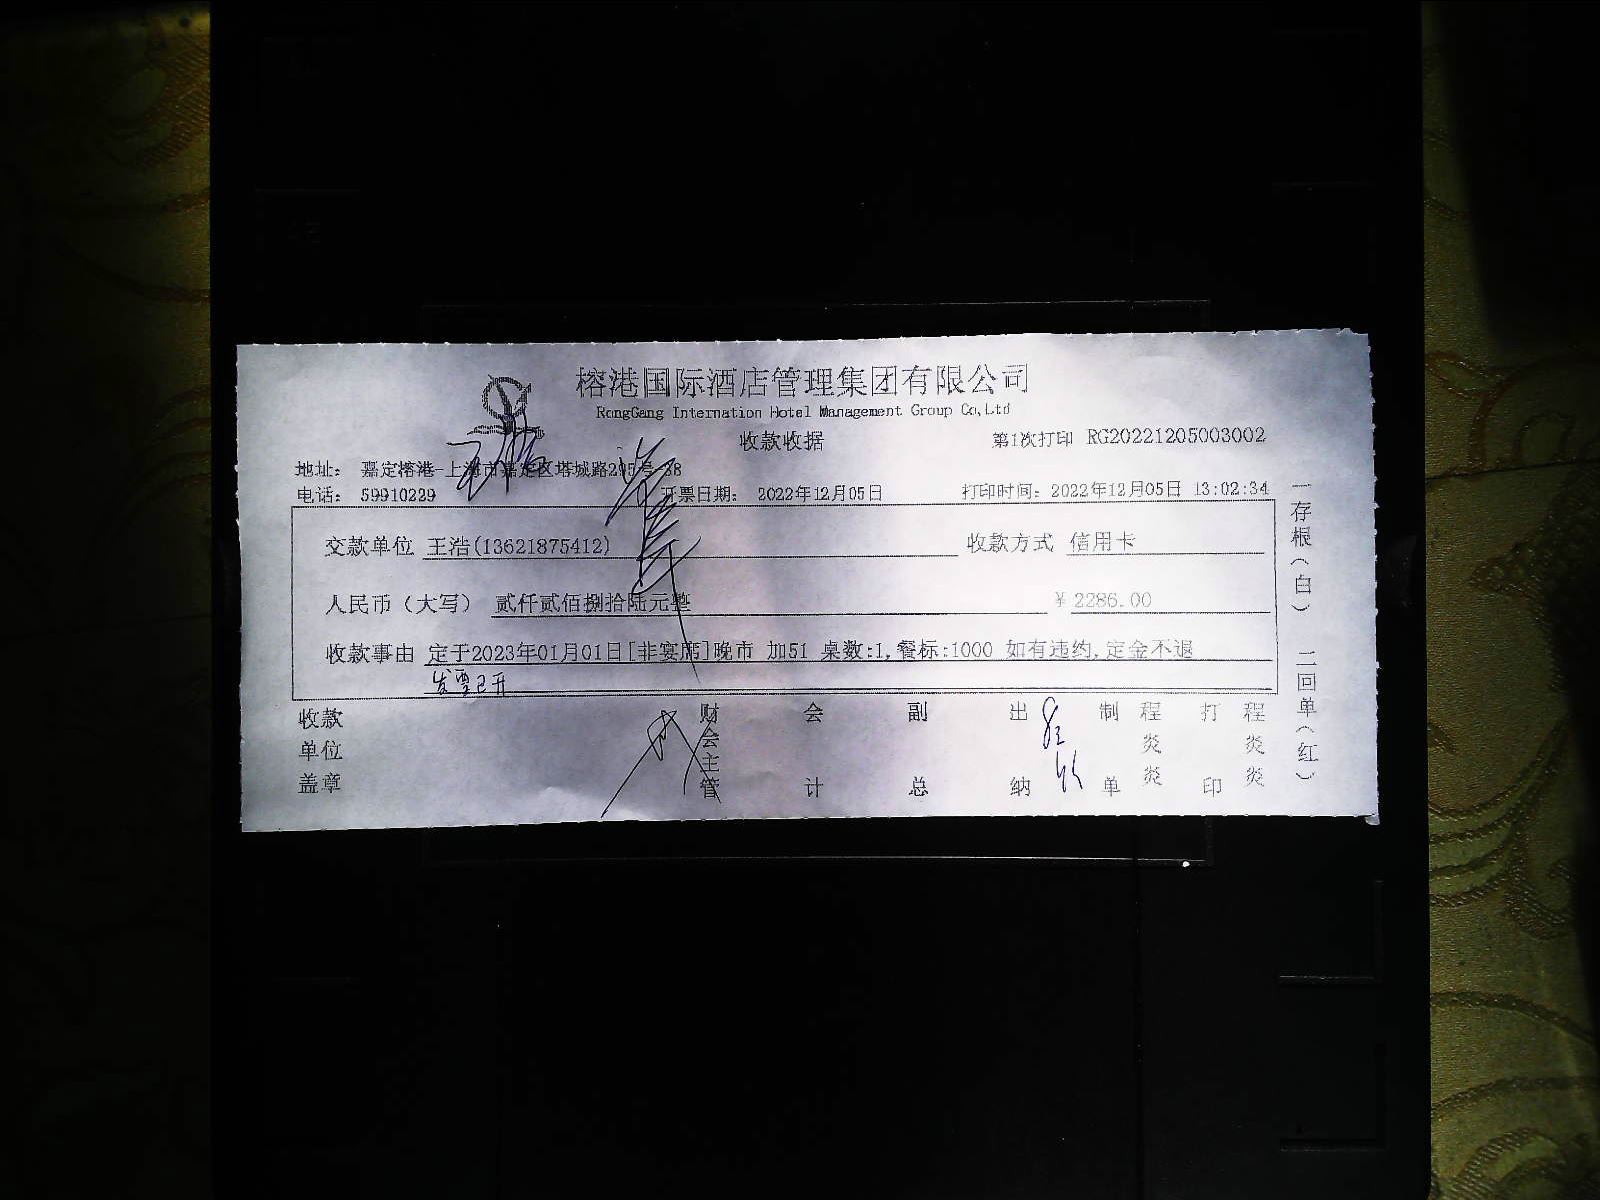 榕港国际酒店管理集团有限公司
RongGang Internation Hotel Management Group Co,Ltd
收款收据
第1次打印 RG20221205003002
地址： 嘉定榕港-上海市嘉定区塔城路295号-38
电话： 59910229 开票日期： 2022年12月05日 打印时间：2022年12月05日 13:02:34
交款单位 王浩(13621875412) 收款方式 信用卡
人民币（大写） 贰仟贰佰捌拾陆元整 ¥2286.00
收款事由 定于2023年01月01日[非宴席]晚市 加51 桌数:1,餐标:1000 如有违约,定金不退
发票已开
收款单位盖章 财会主管 会计 副总 出纳 制单 程炎炎 打印 程炎炎
一存根（白） 二回单（红）